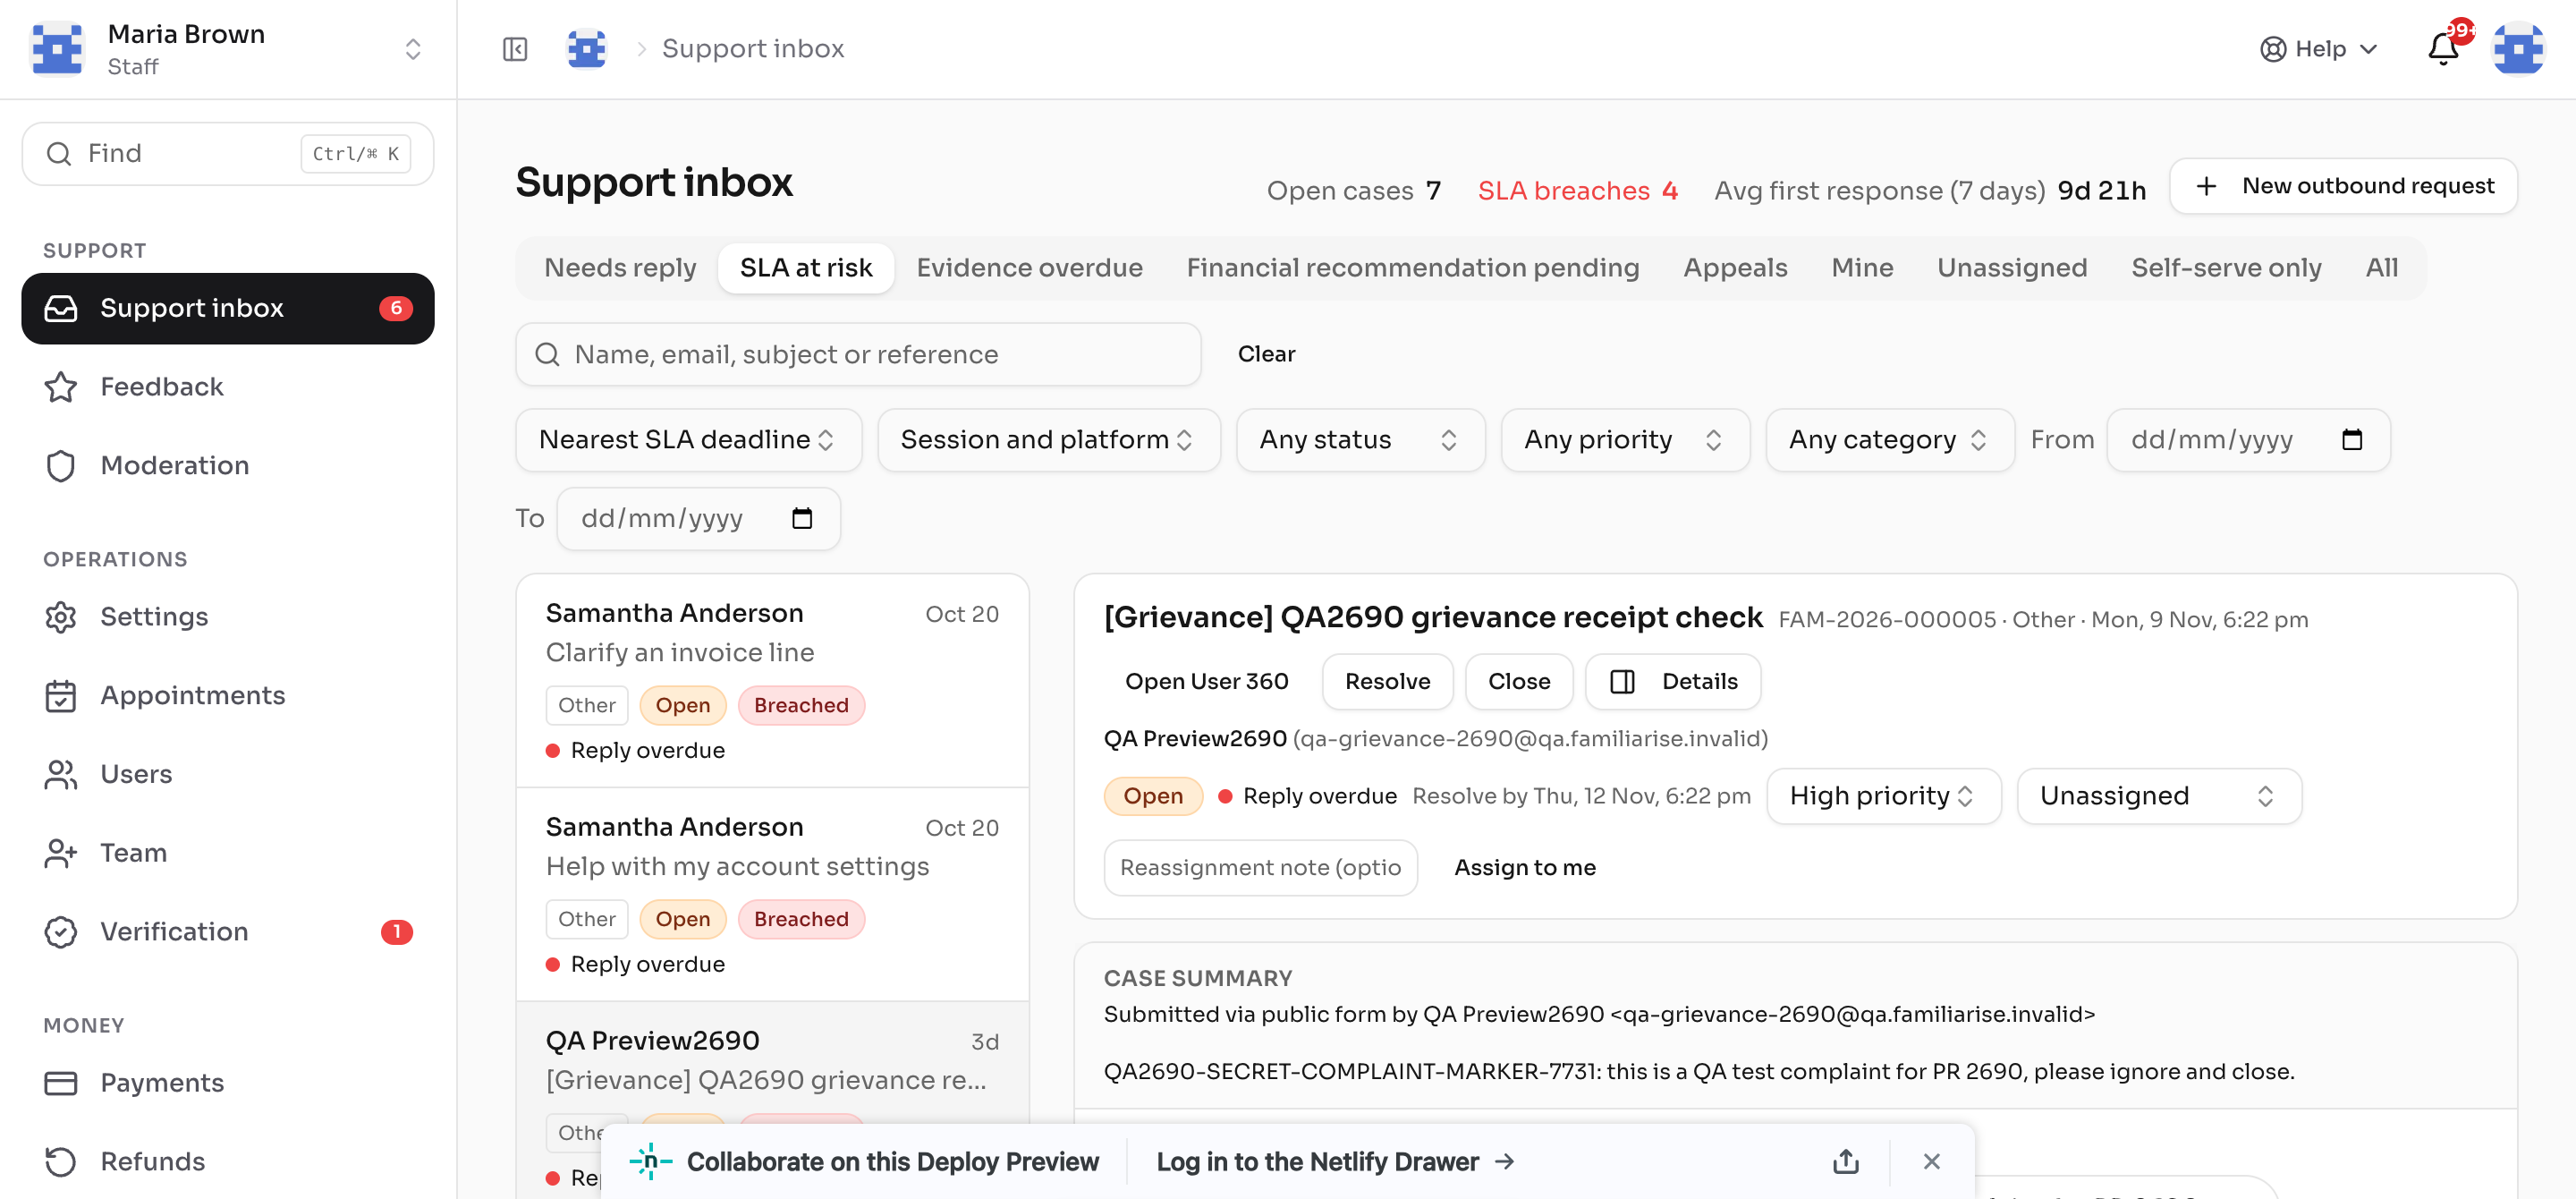 Maria Brown
Staff
Find
Ctrl/⌘ K
SUPPORT
Support inbox 6
Feedback
Moderation
OPERATIONS
Settings
Appointments
Users
Team
Verification 1
MONEY
Payments
Refunds
Support inbox
Help
99+
Support inbox
Open cases 7 SLA breaches 4 Avg first response (7 days) 9d 21h
New outbound request
Needs reply SLA at risk Evidence overdue Financial recommendation pending Appeals Mine Unassigned Self-serve only All
Name, email, subject or reference Clear
Nearest SLA deadline Session and platform Any status Any priority Any category From dd/mm/yyyy
To dd/mm/yyyy
Samantha Anderson Oct 20
Clarify an invoice line
Other Open Breached
Reply overdue
Samantha Anderson Oct 20
Help with my account settings
Other Open Breached
Reply overdue
QA Preview2690 3d
[Grievance] QA2690 grievance re...
[Grievance] QA2690 grievance receipt check FAM-2026-000005 · Other · Mon, 9 Nov, 6:22 pm
Open User 360 Resolve Close Details
QA Preview2690 (qa-grievance-2690@qa.familiarise.invalid)
Open Reply overdue Resolve by Thu, 12 Nov, 6:22 pm High priority Unassigned
Reassignment note (optio Assign to me
CASE SUMMARY
Submitted via public form by QA Preview2690 <qa-grievance-2690@qa.familiarise.invalid>
QA2690-SECRET-COMPLAINT-MARKER-7731: this is a QA test complaint for PR 2690, please ignore and close.
Collaborate on this Deploy Preview Log in to the Netlify Drawer →